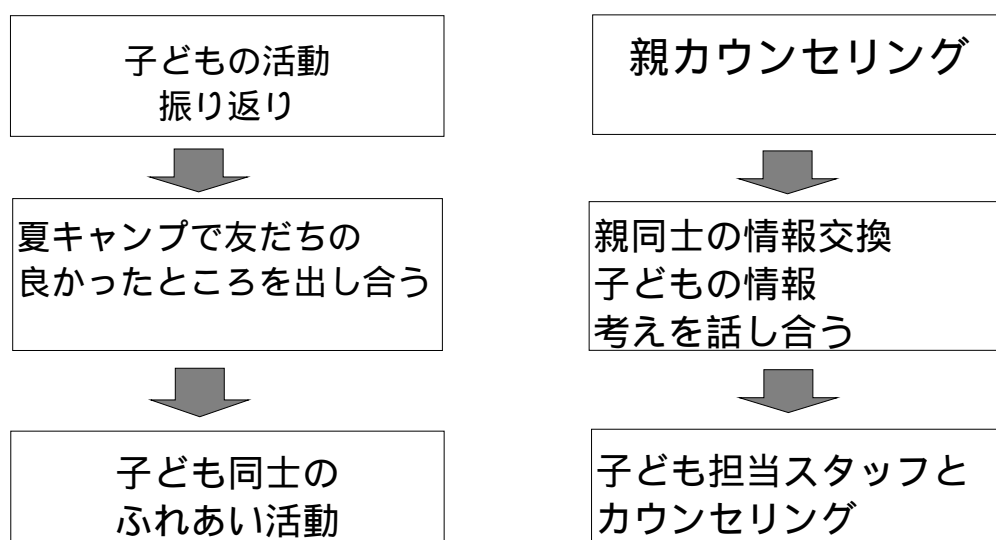 子どもの活動
振り返り
夏キャンプで友だちの
良かったところを出し合う
子ども同士の
ふれあい活動
親カウンセリング
親同士の情報交換
子どもの情報
考えを話し合う
子ども担当スタッフと
カウンセリング